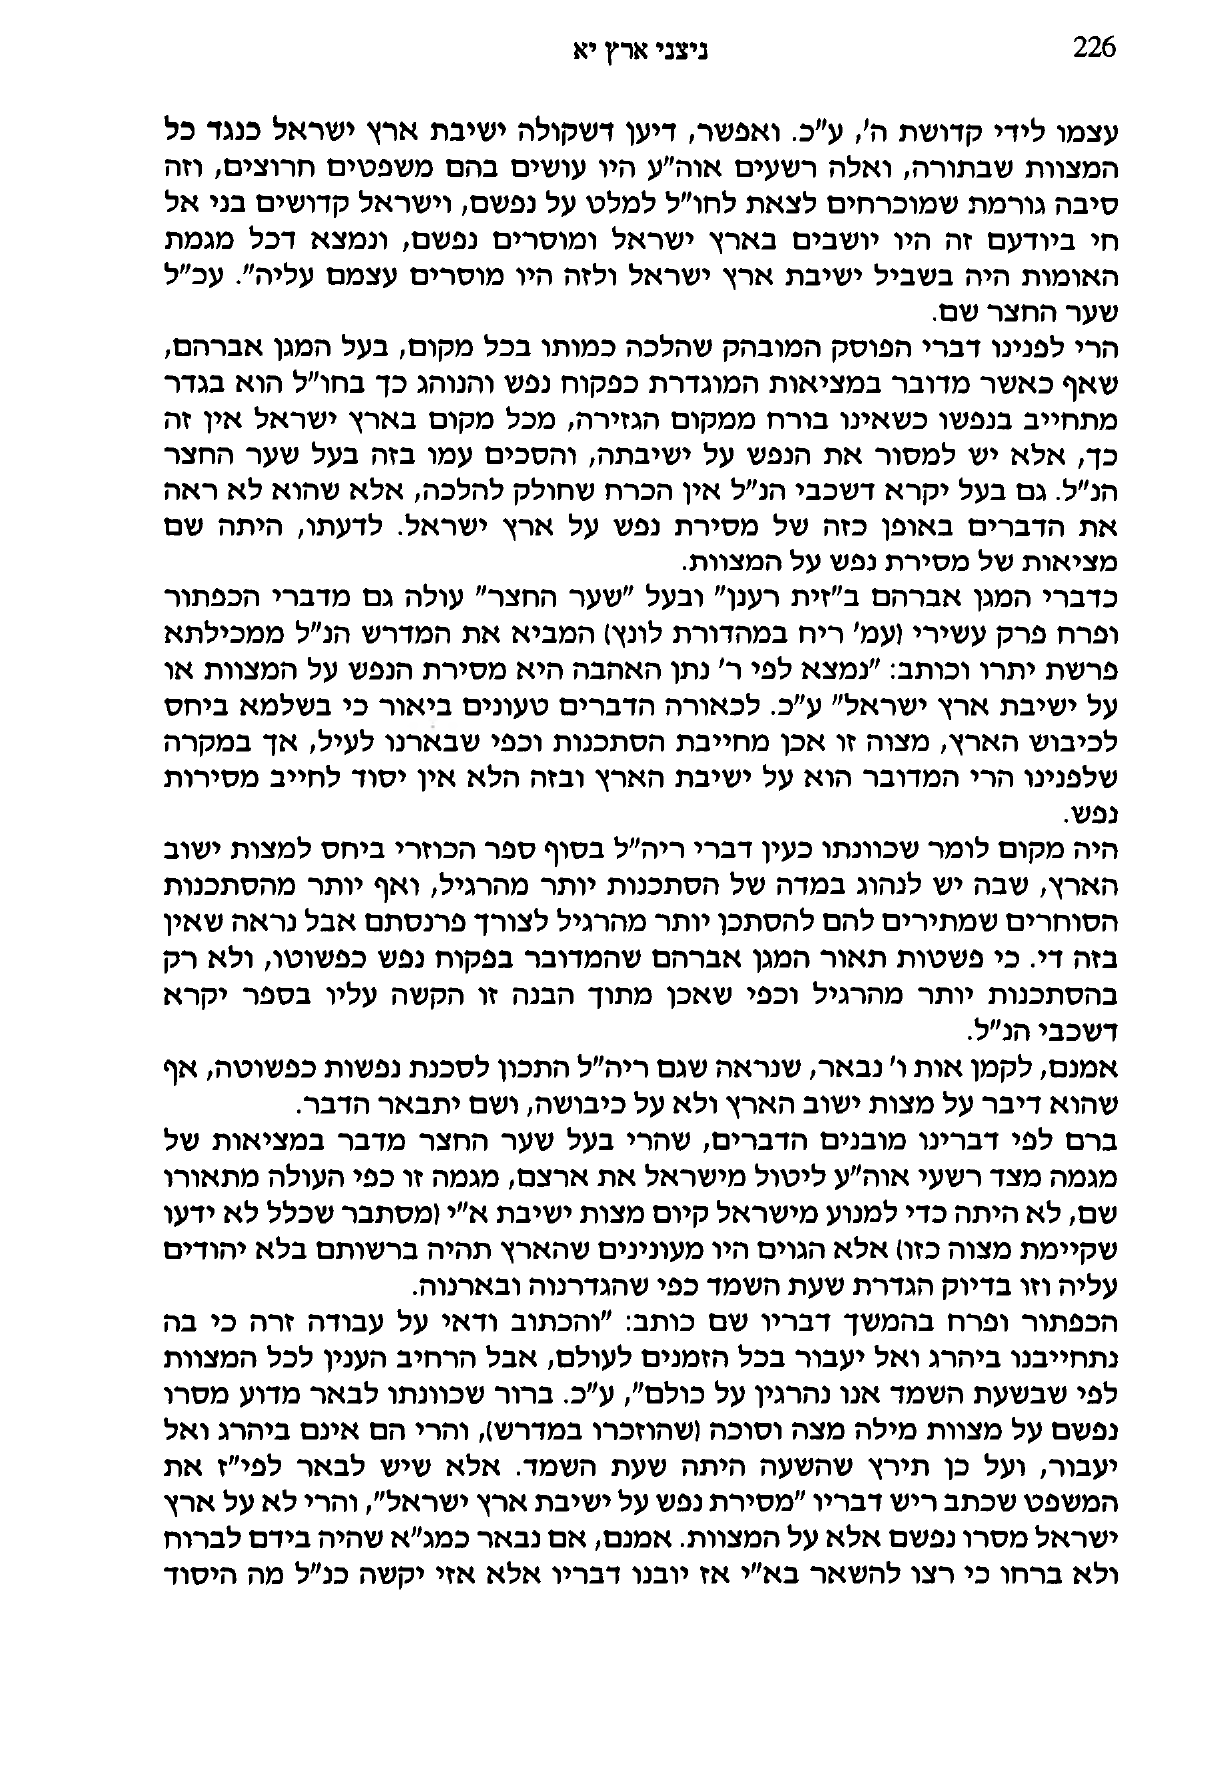 226
ניצני ארץ יא
עצמו לידי קדושת ה', ע"כ. ואפשר, דיען דשקולה ישיבת ארץ ישראל כנגד כל
המצוות שבתורה, ואלה רשעים אוה"ע היו עושים בהם משפטים חרוצים, וזה
סיבה גורמת שמוכרחים לצאת לחו"ל למלט על נפשם, וישראל קדושים בני אל
חי ביודעם זה היו יושבים בארץ ישראל ומוסרים נפשם, ונמצא דכל מגמת
האומות היה בשביל ישיבת ארץ ישראל ולזה היו מוסרים עצמם עליה". עכ"ל
שער החצר שם.
הרי לפנינו דברי הפוסק המובהק שהלכה כמותו בכל מקום, בעל המגן אברהם,
שאף כאשר מדובר במציאות המוגדרת כפקוח נפש והנוהג כך בחו"ל הוא בגדר
מתחייב בנפשו כשאינו בורח ממקום הגזירה, מכל מקום בארץ ישראל אין זה
כך, אלא יש למסור את הנפש על ישיבתה, והסכים עמו בזה בעל שער החצר
הנ"ל. גם בעל יקרא דשכבי הנ"ל אין הכרח שחולק להלכה, אלא שהוא לא ראה
את הדברים באופן כזה של מסירת נפש על ארץ ישראל. לדעתו, היתה שם
מציאות של מסירת נפש על המצוות.
כדברי המגן אברהם ב"זית רענן" ובעל "שער החצר" עולה גם מדברי הכפתור
ופרח פרק עשירי (עמ' ריח במהדורת לונץ) המביא את המדרש הנ"ל ממכילתא
פרשת יתרו וכותב: "נמצא לפי ר' נתן האהבה היא מסירת הנפש על המצוות או
על ישיבת ארץ ישראל" ע"כ. לכאורה הדברים טעונים ביאור כי בשלמא ביחס
לכיבוש הארץ, מצוה זו אכן מחייבת הסתכנות וכפי שבארנו לעיל, אך במקרה
שלפנינו הרי המדובר הוא על ישיבת הארץ ובזה הלא אין יסוד לחייב מסירות
נפש.
היה מקום לומר שכוונתו כעין דברי ריה"ל בסוף ספר הכוזרי ביחס למצות ישוב
הארץ, שבה יש לנהוג במדה של הסתכנות יותר מהרגיל, ואף יותר מהסתכנות
הסוחרים שמתירים להם להסתכן יותר מהרגיל לצורך פרנסתם אבל נראה שאין
בזה די. כי פשטות תאור המגן אברהם שהמדובר בפקוח נפש כפשוטו, ולא רק
בהסתכנות יותר מהרגיל וכפי שאכן מתוך הבנה זו הקשה עליו בספר יקרא
דשכבי הנ"ל.
אמנם, לקמן אות ו' נבאר, שנראה שגם ריה"ל התכוון לסכנת נפשות כפשוטה, אף
שהוא דיבר על מצות ישוב הארץ ולא על כיבושה, ושם יתבאר הדבר.
ברם לפי דברינו מובנים הדברים, שהרי בעל שער החצר מדבר במציאות של
מגמה מצד רשעי אוה"ע ליטול מישראל את ארצם, מגמה זו כפי העולה מתאורו
שם, לא היתה כדי למנוע מישראל קיום מצות ישיבת א"י (מסתבר שכלל לא ידעו
שקיימת מצוה כזו) אלא הגוים היו מעונינים שהארץ תהיה ברשותם בלא יהודים
עליה וזו בדיוק הגדרת שעת השמד כפי שהגדרנוה ובארנוה.
הכפתור ופרח בהמשך דבריו שם כותב: "והכתוב ודאי על עבודה זרה כי בה
נתחייבנו ביהרג ואל יעבור בכל הזמנים לעולם, אבל הרחיב הענין לכל המצוות
לפי שבשעת השמד אנו נהרגין על כולם", ע"כ. ברור שכוונתו לבאר מדוע מסרו
נפשם על מצוות מילה מצה וסוכה (שהוזכרו במדרש), והרי הם אינם ביהרג ואל
יעבור, ועל כן תירץ שהשעה היתה שעת השמד. אלא שיש לבאר לפי"ז את
המשפט שכתב ריש דבריו "מסירת נפש על ישיבת ארץ ישראל", והרי לא על ארץ
ישראל מסרו נפשם אלא על המצוות. אמנם, אם נבאר כמג"א שהיה בידם לברוח
ולא ברחו כי רצו להשאר בא"י אז יובנו דבריו אלא אזי יקשה כנ"ל מה היסוד